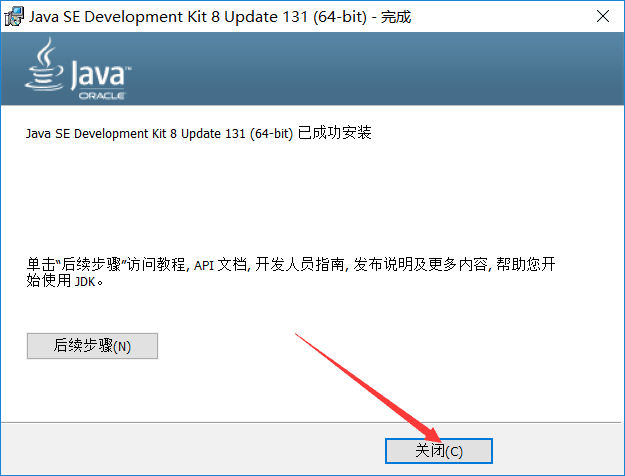 Java SE Development Kit 8 Update 131 (64-bit) - 完成
Java™
ORACLE
Java SE Development Kit 8 Update 131 (64-bit) 已成功安装
单击“后续步骤”访问教程, API 文档, 开发人员指南, 发布说明及更多内容, 帮助您开
始使用 JDK。
后续步骤(N)
关闭(C)